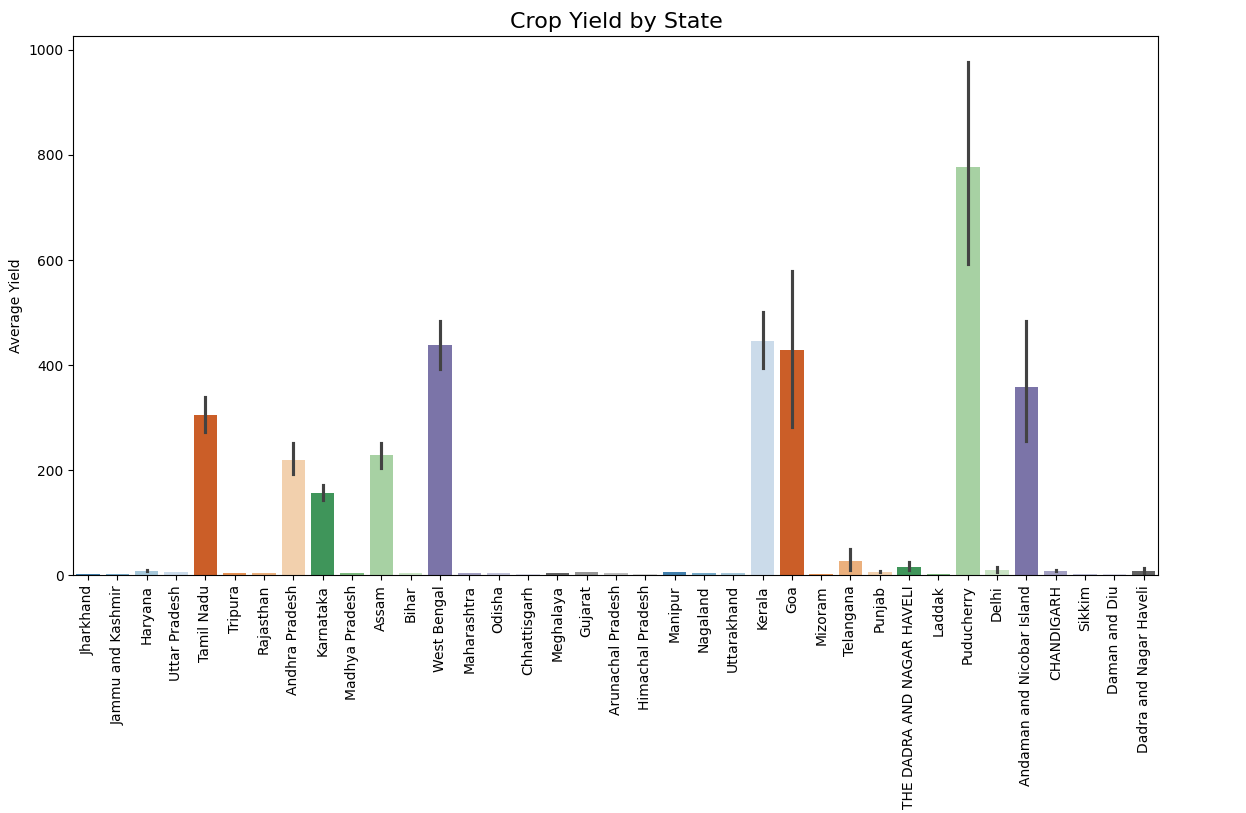 Crop Yield by State
1000
800
600
400
200
0
Average Yield
Jharkhand
Jammu and Kashmir
Haryana
Uttar Pradesh
Tamil Nadu
Tripura
Rajasthan
Andhra Pradesh
Karnataka
Madhya Pradesh
Assam
Bihar
West Bengal
Maharashtra
Odisha
Chhattisgarh
Meghalaya
Gujarat
Arunachal Pradesh
Himachal Pradesh
Manipur
Nagaland
Uttarakhand
Kerala
Goa
Mizoram
Telangana
Punjab
THE DADRA AND NAGAR HAVELI
Laddak
Puducherry
Delhi
Andaman and Nicobar Island
CHANDIGARH
Sikkim
Daman and Diu
Dadra and Nagar Haveli